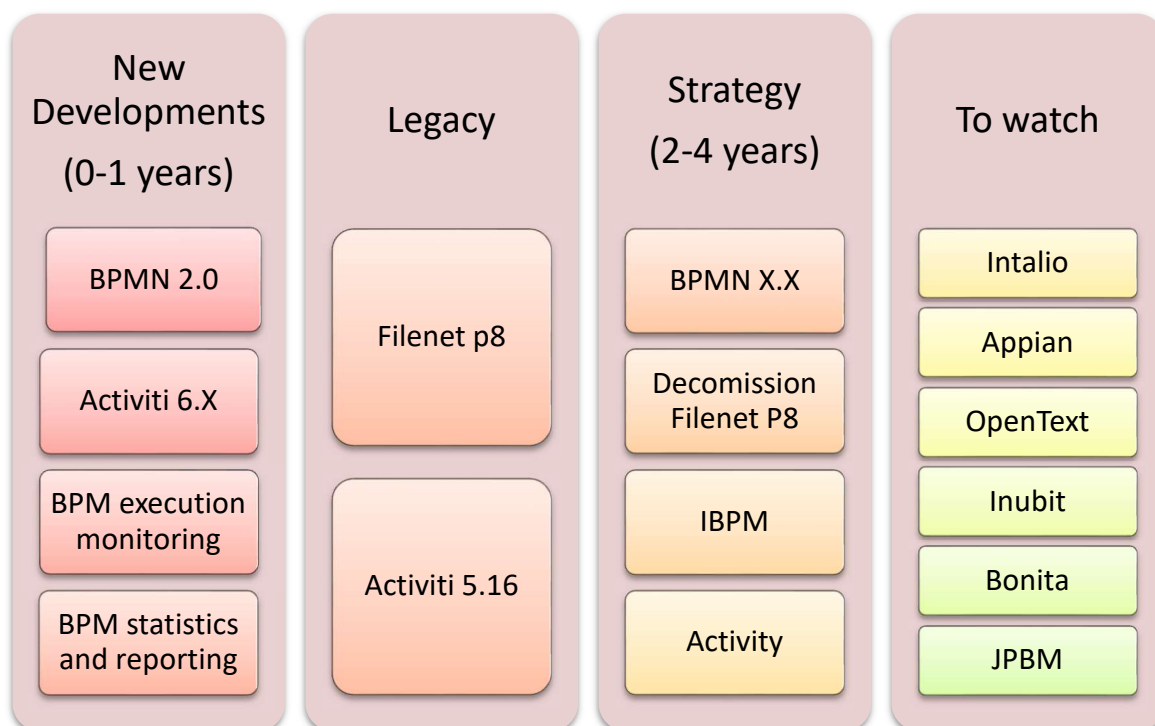 New
Developments
(0-1 years)
BPMN 2.0
Activiti 6.X
BPM execution
monitoring
BPM statistics
and reporting
Legacy
Filenet p8
Activiti 5.16
Strategy
(2-4 years)
BPMN X.X
Decomission
Filenet P8
IBPM
Activity
To watch
Intalio
Appian
OpenText
Inubit
Bonita
JPBM